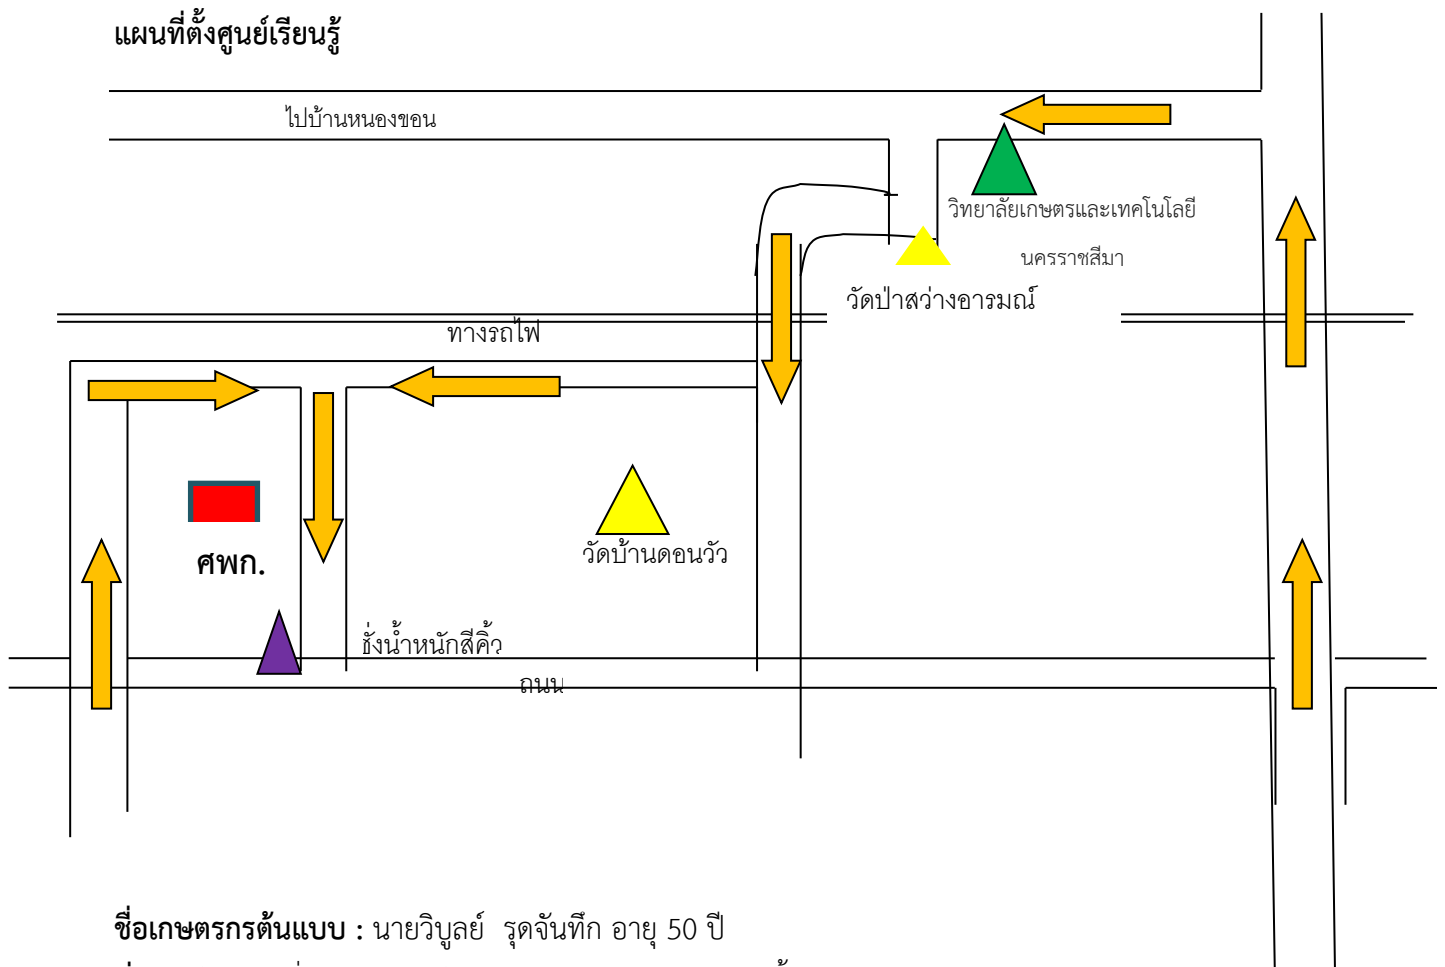 แผนที่ตั้งศูนย์เรียนรู้
ไปบ้านหนองขอน
วิทยาลัยเกษตรและเทคโนโลยี
นครราชสีมา
วัดป่าสว่างอารมณ์
ทางรถไฟ
วัดบ้านดอนวัว
ศพก.
ชั่งน้ำหนักสีคิ้ว
ถนน
ชื่อเกษตรกรต้นแบบ : นายวิบูลย์ รุดจันทึก อายุ 50 ปี